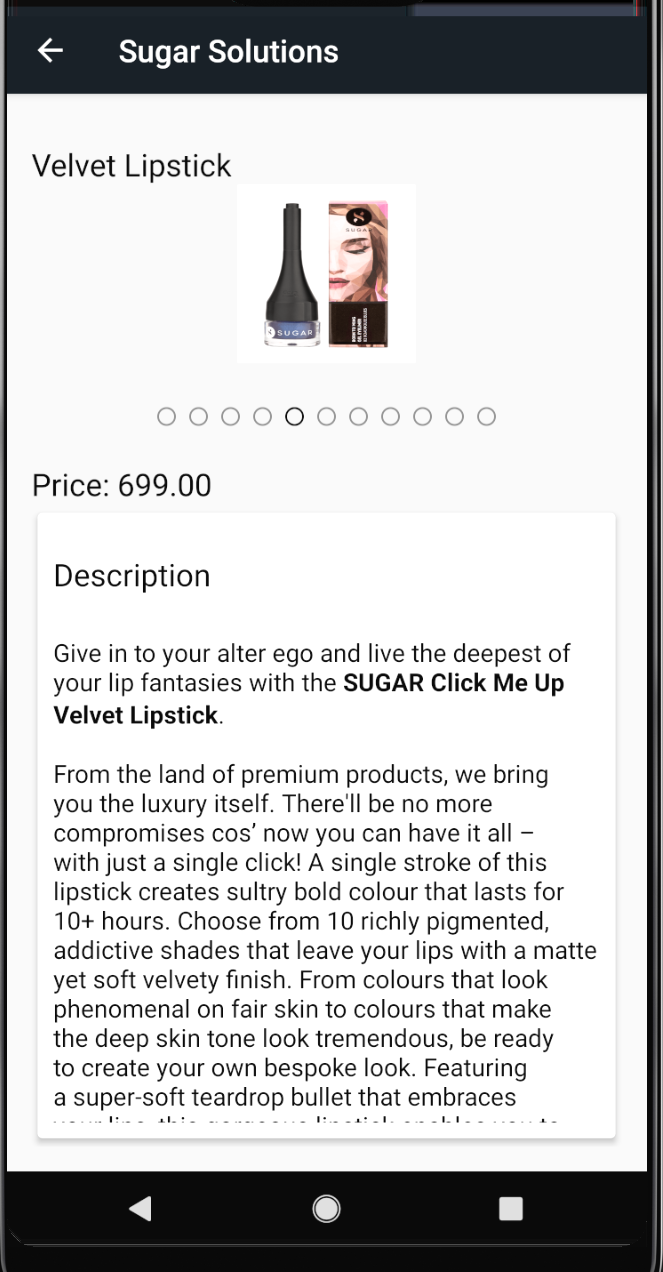 Sugar Solutions
Velvet Lipstick
SUGAR
SUGAR
Price: 699.00
Description
Give in to your alter ego and live the deepest of
your lip fantasies with the SUGAR Click Me Up
Velvet Lipstick.
From the land of premium products, we bring
you the luxury itself. There'll be no more
compromises cos’ now you can have it all –
with just a single click! A single stroke of this
lipstick creates sultry bold colour that lasts for
10+ hours. Choose from 10 richly pigmented,
addictive shades that leave your lips with a matte
yet soft velvety finish. From colours that look
phenomenal on fair skin to colours that make
the deep skin tone look tremendous, be ready
to create your own bespoke look. Featuring
a super-soft teardrop bullet that embraces